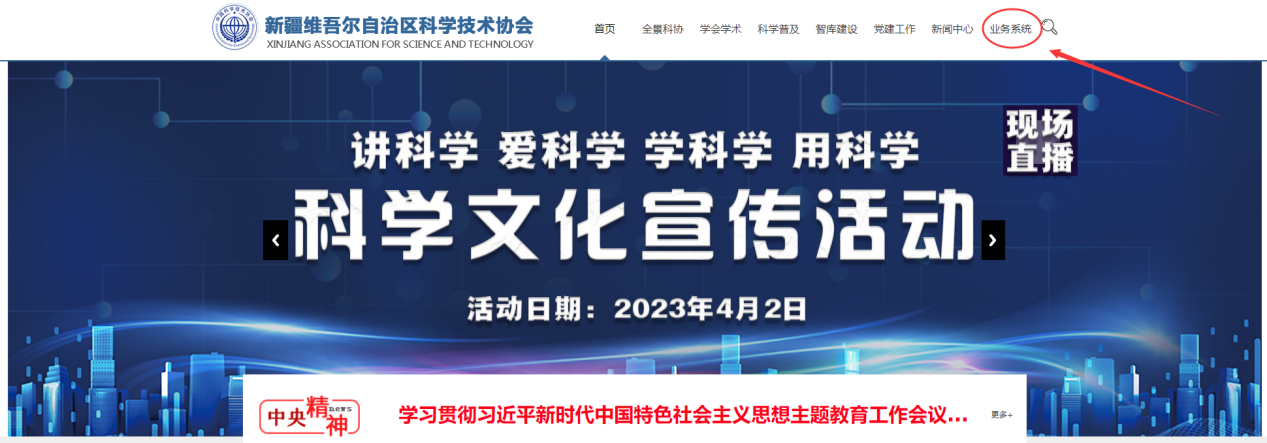 新疆维吾尔自治区科学技术协会
XINJIANG ASSOCIATION FOR SCIENCE AND TECHNOLOGY
首页 全景科协 学会学术 科学普及 智库建设 党建工作 新闻中心 业务系统
讲科学 爱科学 学科学 用科学
现场
直播
科学文化宣传活动
活动日期：2023年4月2日
中央精神
news
学习贯彻习近平新时代中国特色社会主义思想主题教育工作会议...
更多+